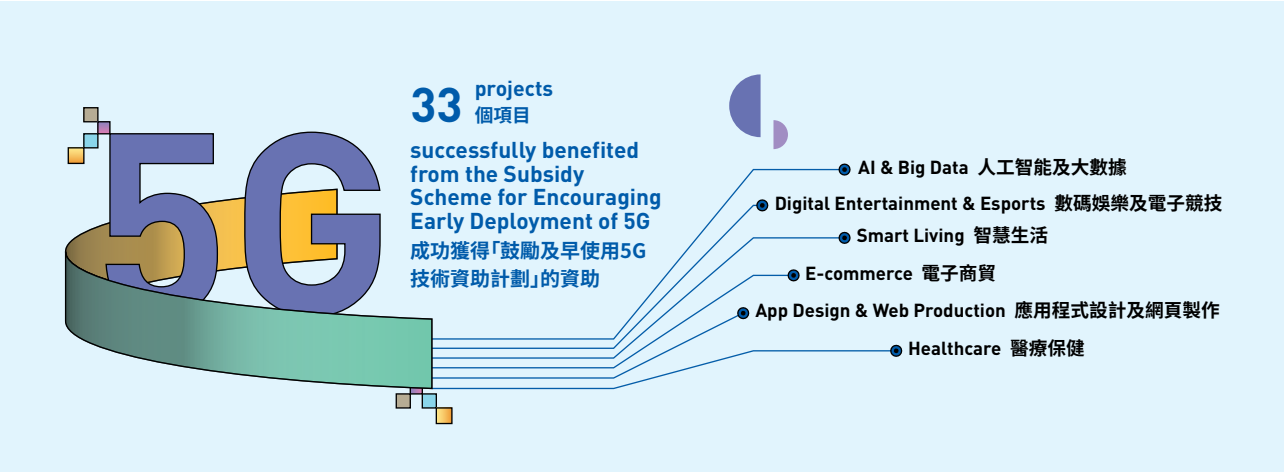 5G
33 projects
個項目
successfully benefited
from the Subsidy
Scheme for Encouraging
Early Deployment of 5G
成功獲得「鼓勵及早使用5G
技術資助計劃」的資助
AI & Big Data 人工智能及大數據
Digital Entertainment & Esports 數碼娛樂及電子競技
Smart Living 智慧生活
E-commerce 電子商貿
App Design & Web Production 應用程式設計及網頁製作
Healthcare 醫療保健